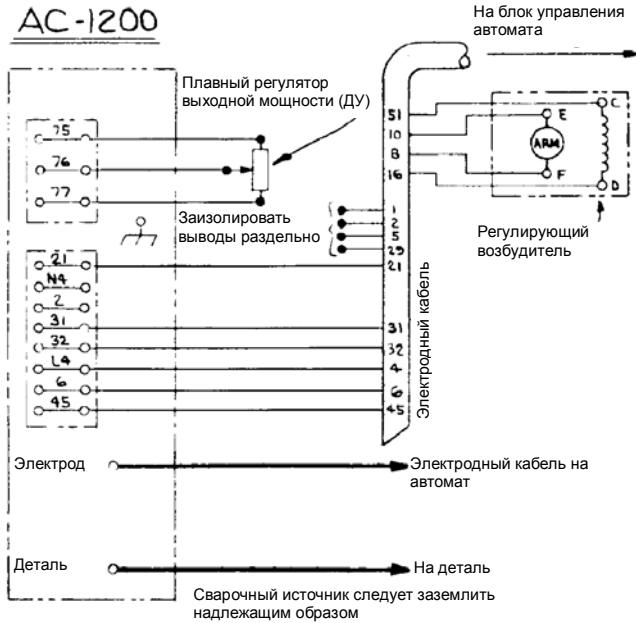 AC-1200
На блок управления
автомата
Плавный регулятор
выходной мощности (ДУ)
75
76
77
51
10
8
16
E
ARM
F
C
D
Регулирующий
возбудитель
Заизолировать
выводы раздельно
1
2
5
29
21
21
N4
2
31
31
32
32
L4
4
6
6
45
45
Электродный кабель
Электрод
Электродный кабель на
автомат
Деталь
На деталь
Сварочный источник следует заземлить
надлежащим образом